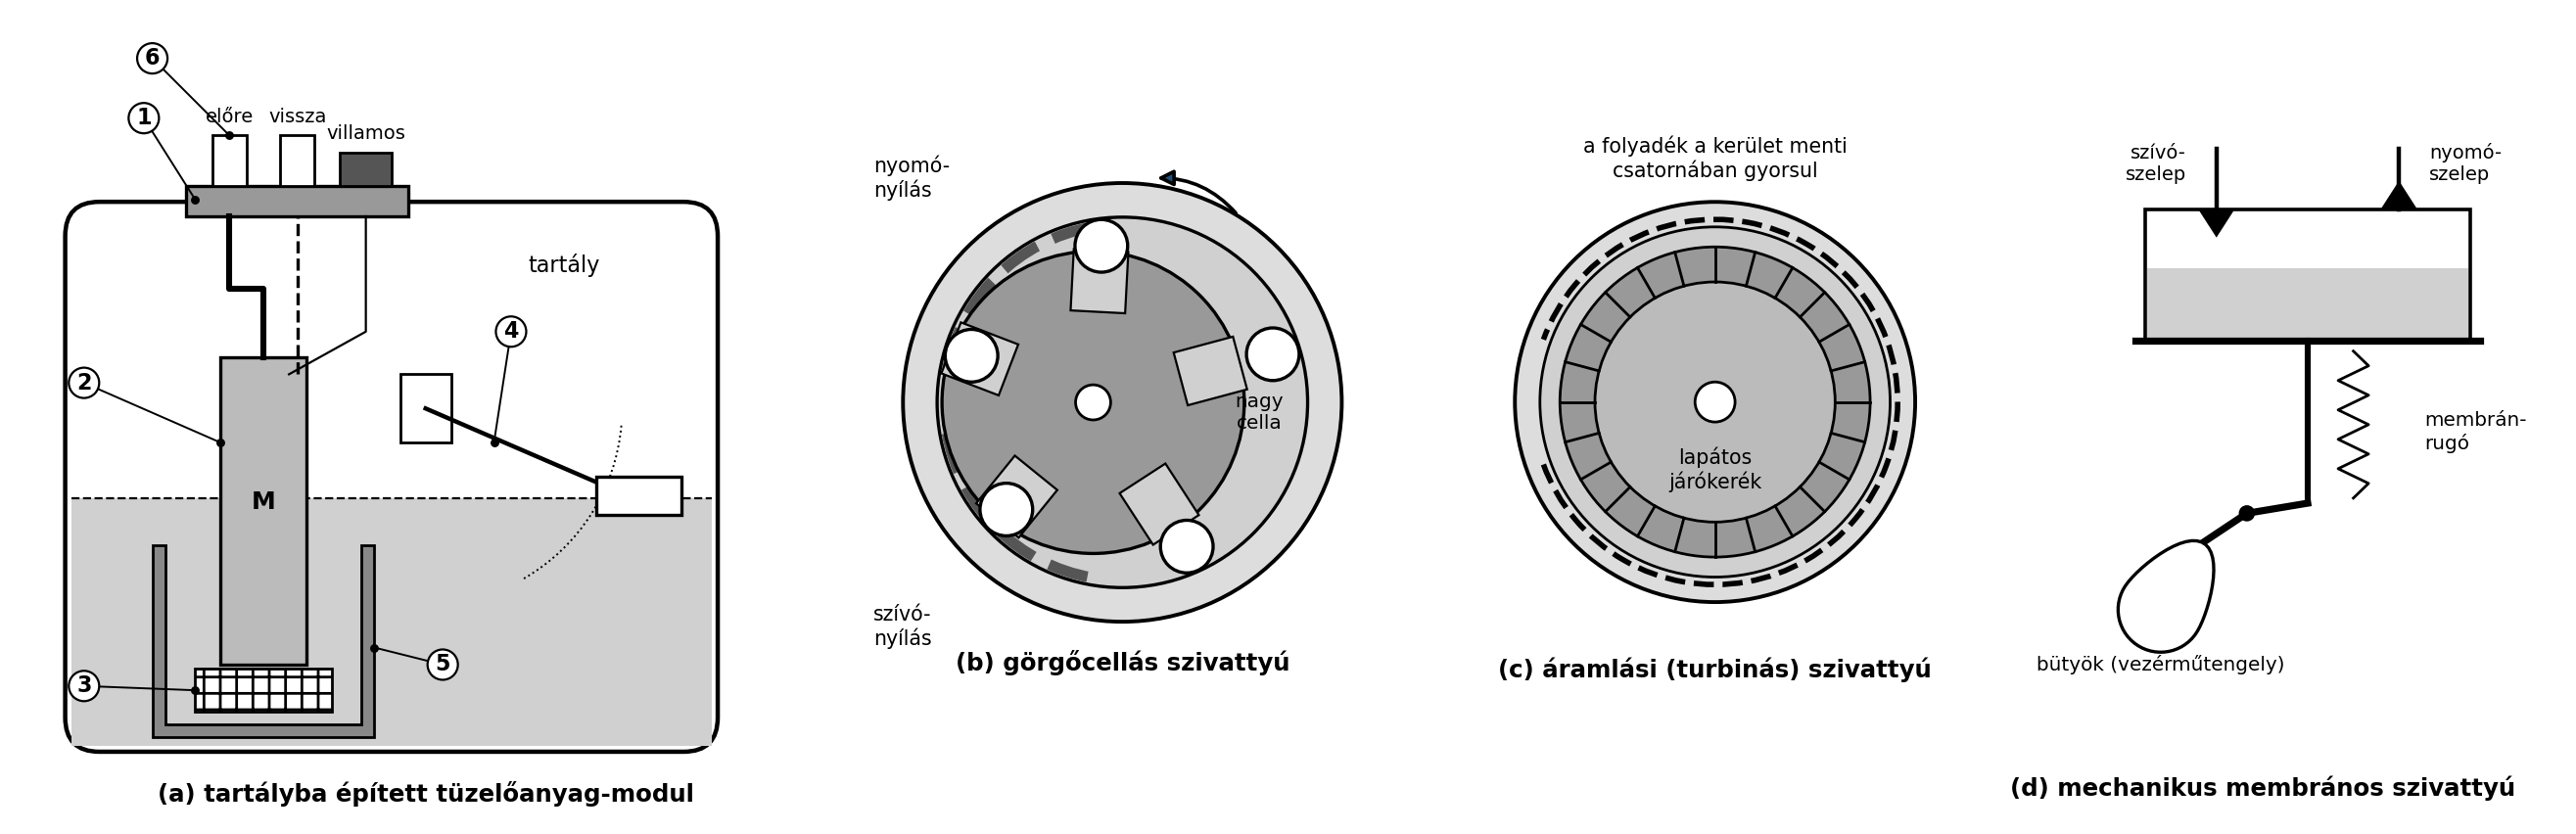 6
1
előre
vissza
villamos
tartály
4
2
M
5
3
(a) tartályba épített tüzelőanyag-modul
nyomó-
nyílás
nagy
cella
szívó-
nyílás
(b) görgőcellás szivattyú
a folyadék a kerület menti
csatornában gyorsul
lapátos
járókerék
(c) áramlási (turbinás) szivattyú
szívó-
szelep
nyomó-
szelep
membrán-
rugó
bütyök (vezérműtengely)
(d) mechanikus membrános szivattyú